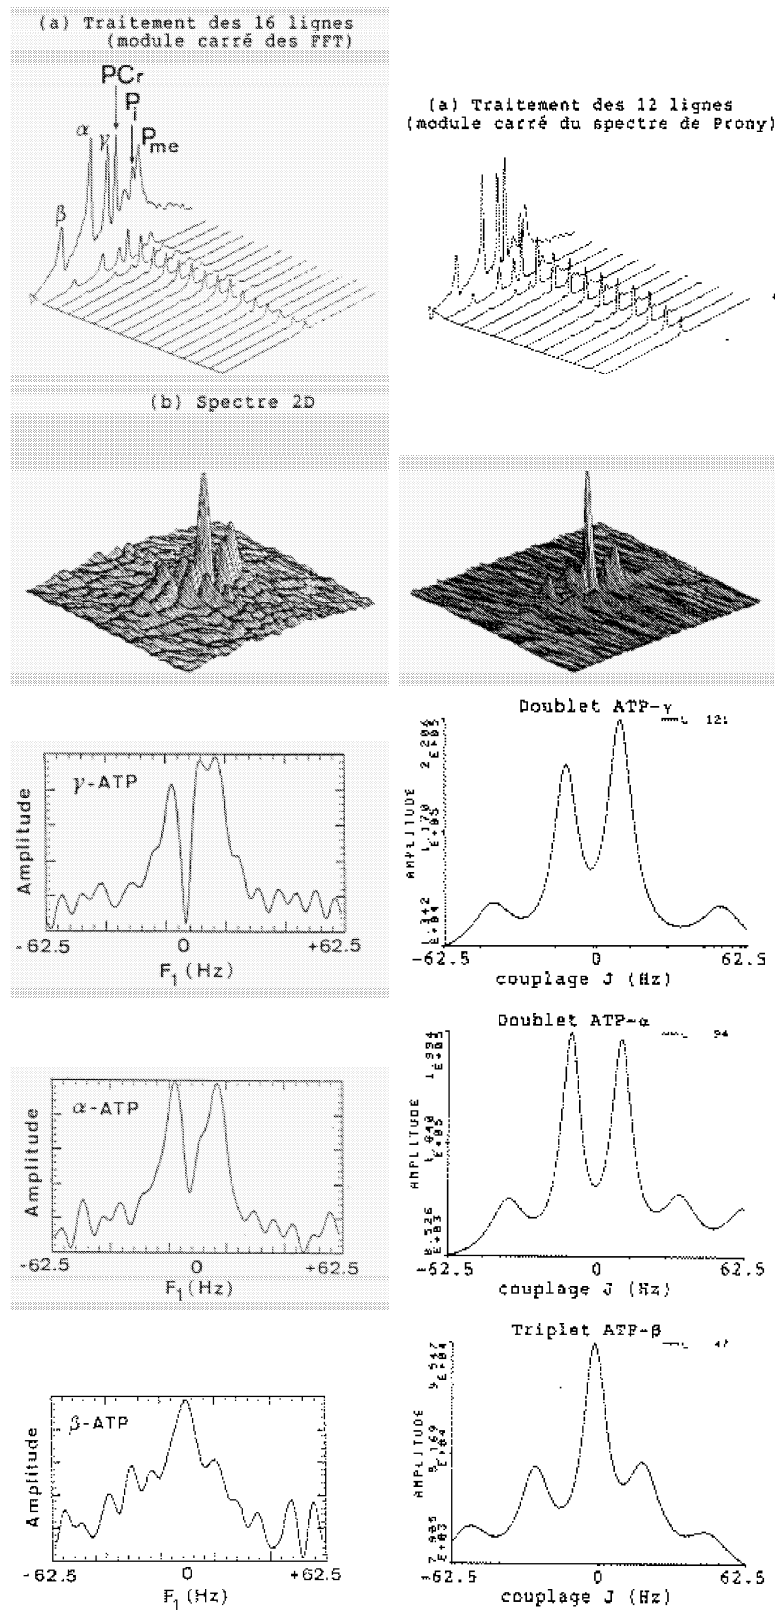 (a) Traitement des 16 lignes
(module carré des FFT)
PCr
Pi
α γ Pme
β
(a) Traitement des 12 lignes
(module carré du spectre de Prony)
(b) Spectre 2D
γ-ATP
Amplitude
-62.5 0 +62.5
F1 (Hz)
Doublet ATP-γ
121
AMPLITUDE
-62.5 0 62.5
couplage J (Hz)
α-ATP
Amplitude
-62.5 0 +62.5
F1 (Hz)
Doublet ATP-α
94
AMPLITUDE
-62.5 0 62.5
couplage J (Hz)
β-ATP
Amplitude
-62.5 0 +62.5
F1 (Hz)
Triplet ATP-β
47
AMPLITUDE
-62.5 0 62.5
couplage J (Hz)